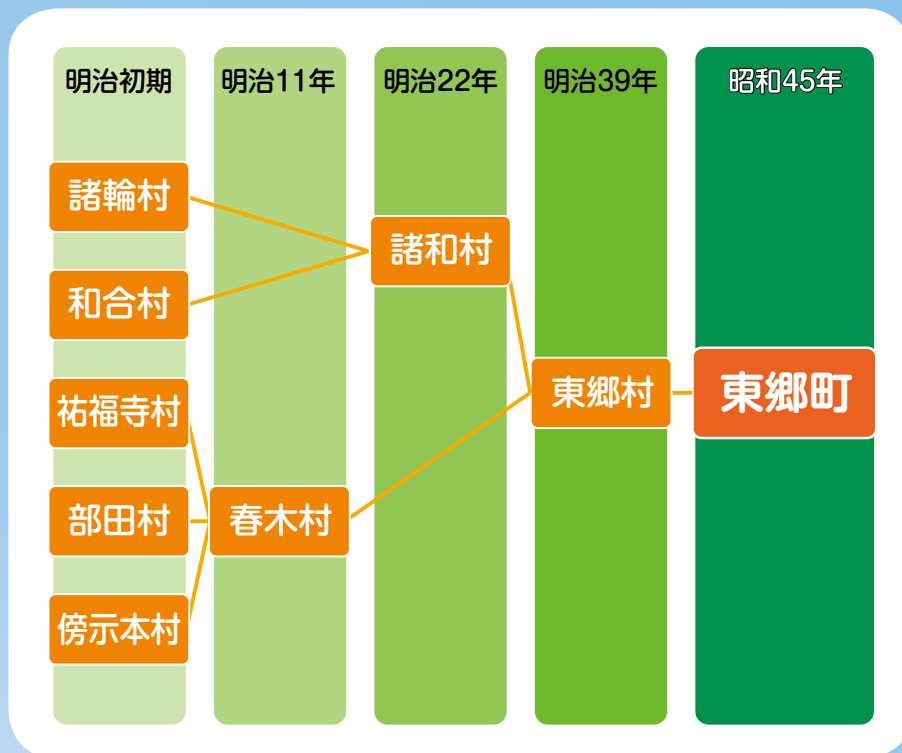 明治初期
明治11年
明治22年
明治39年
昭和45年
諸輪村
和合村
祐福寺村
部田村
傍示本村
春木村
諸和村
東郷村
東郷町